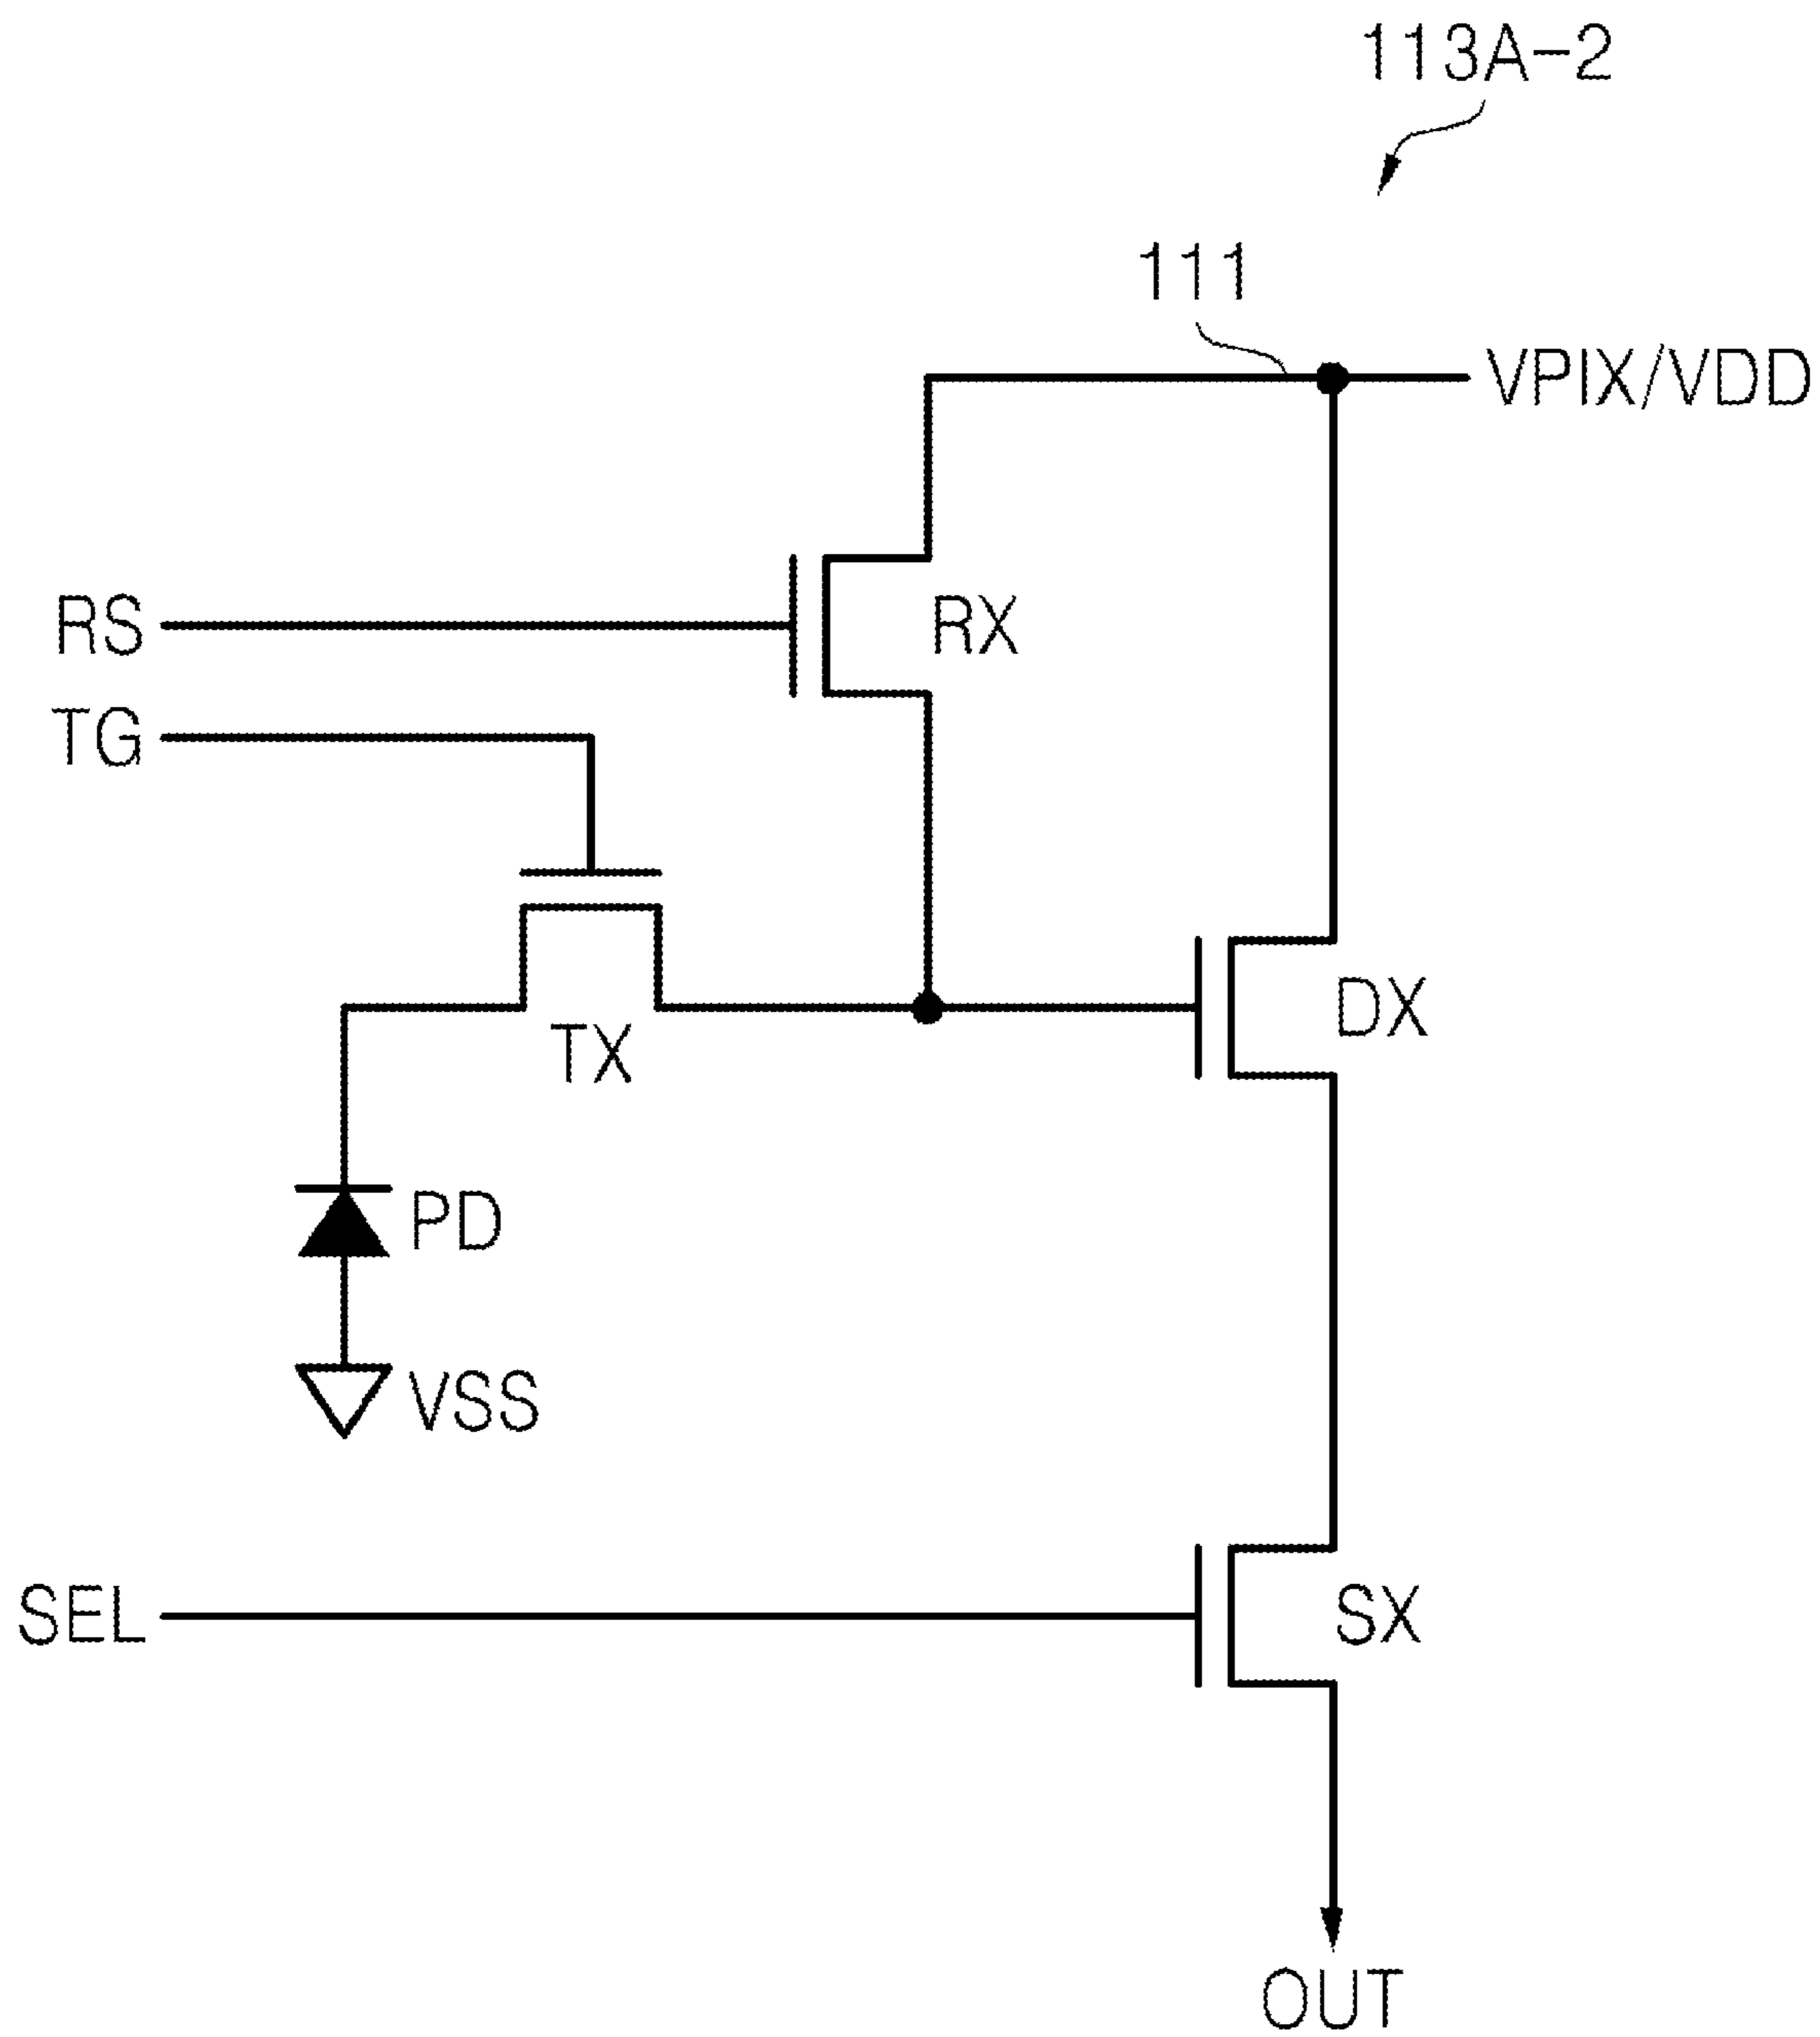 113A-2
111
VPIX/VDD
RS
RX
TG
DX
TX
PD
VSS
SEL
SX
OUT